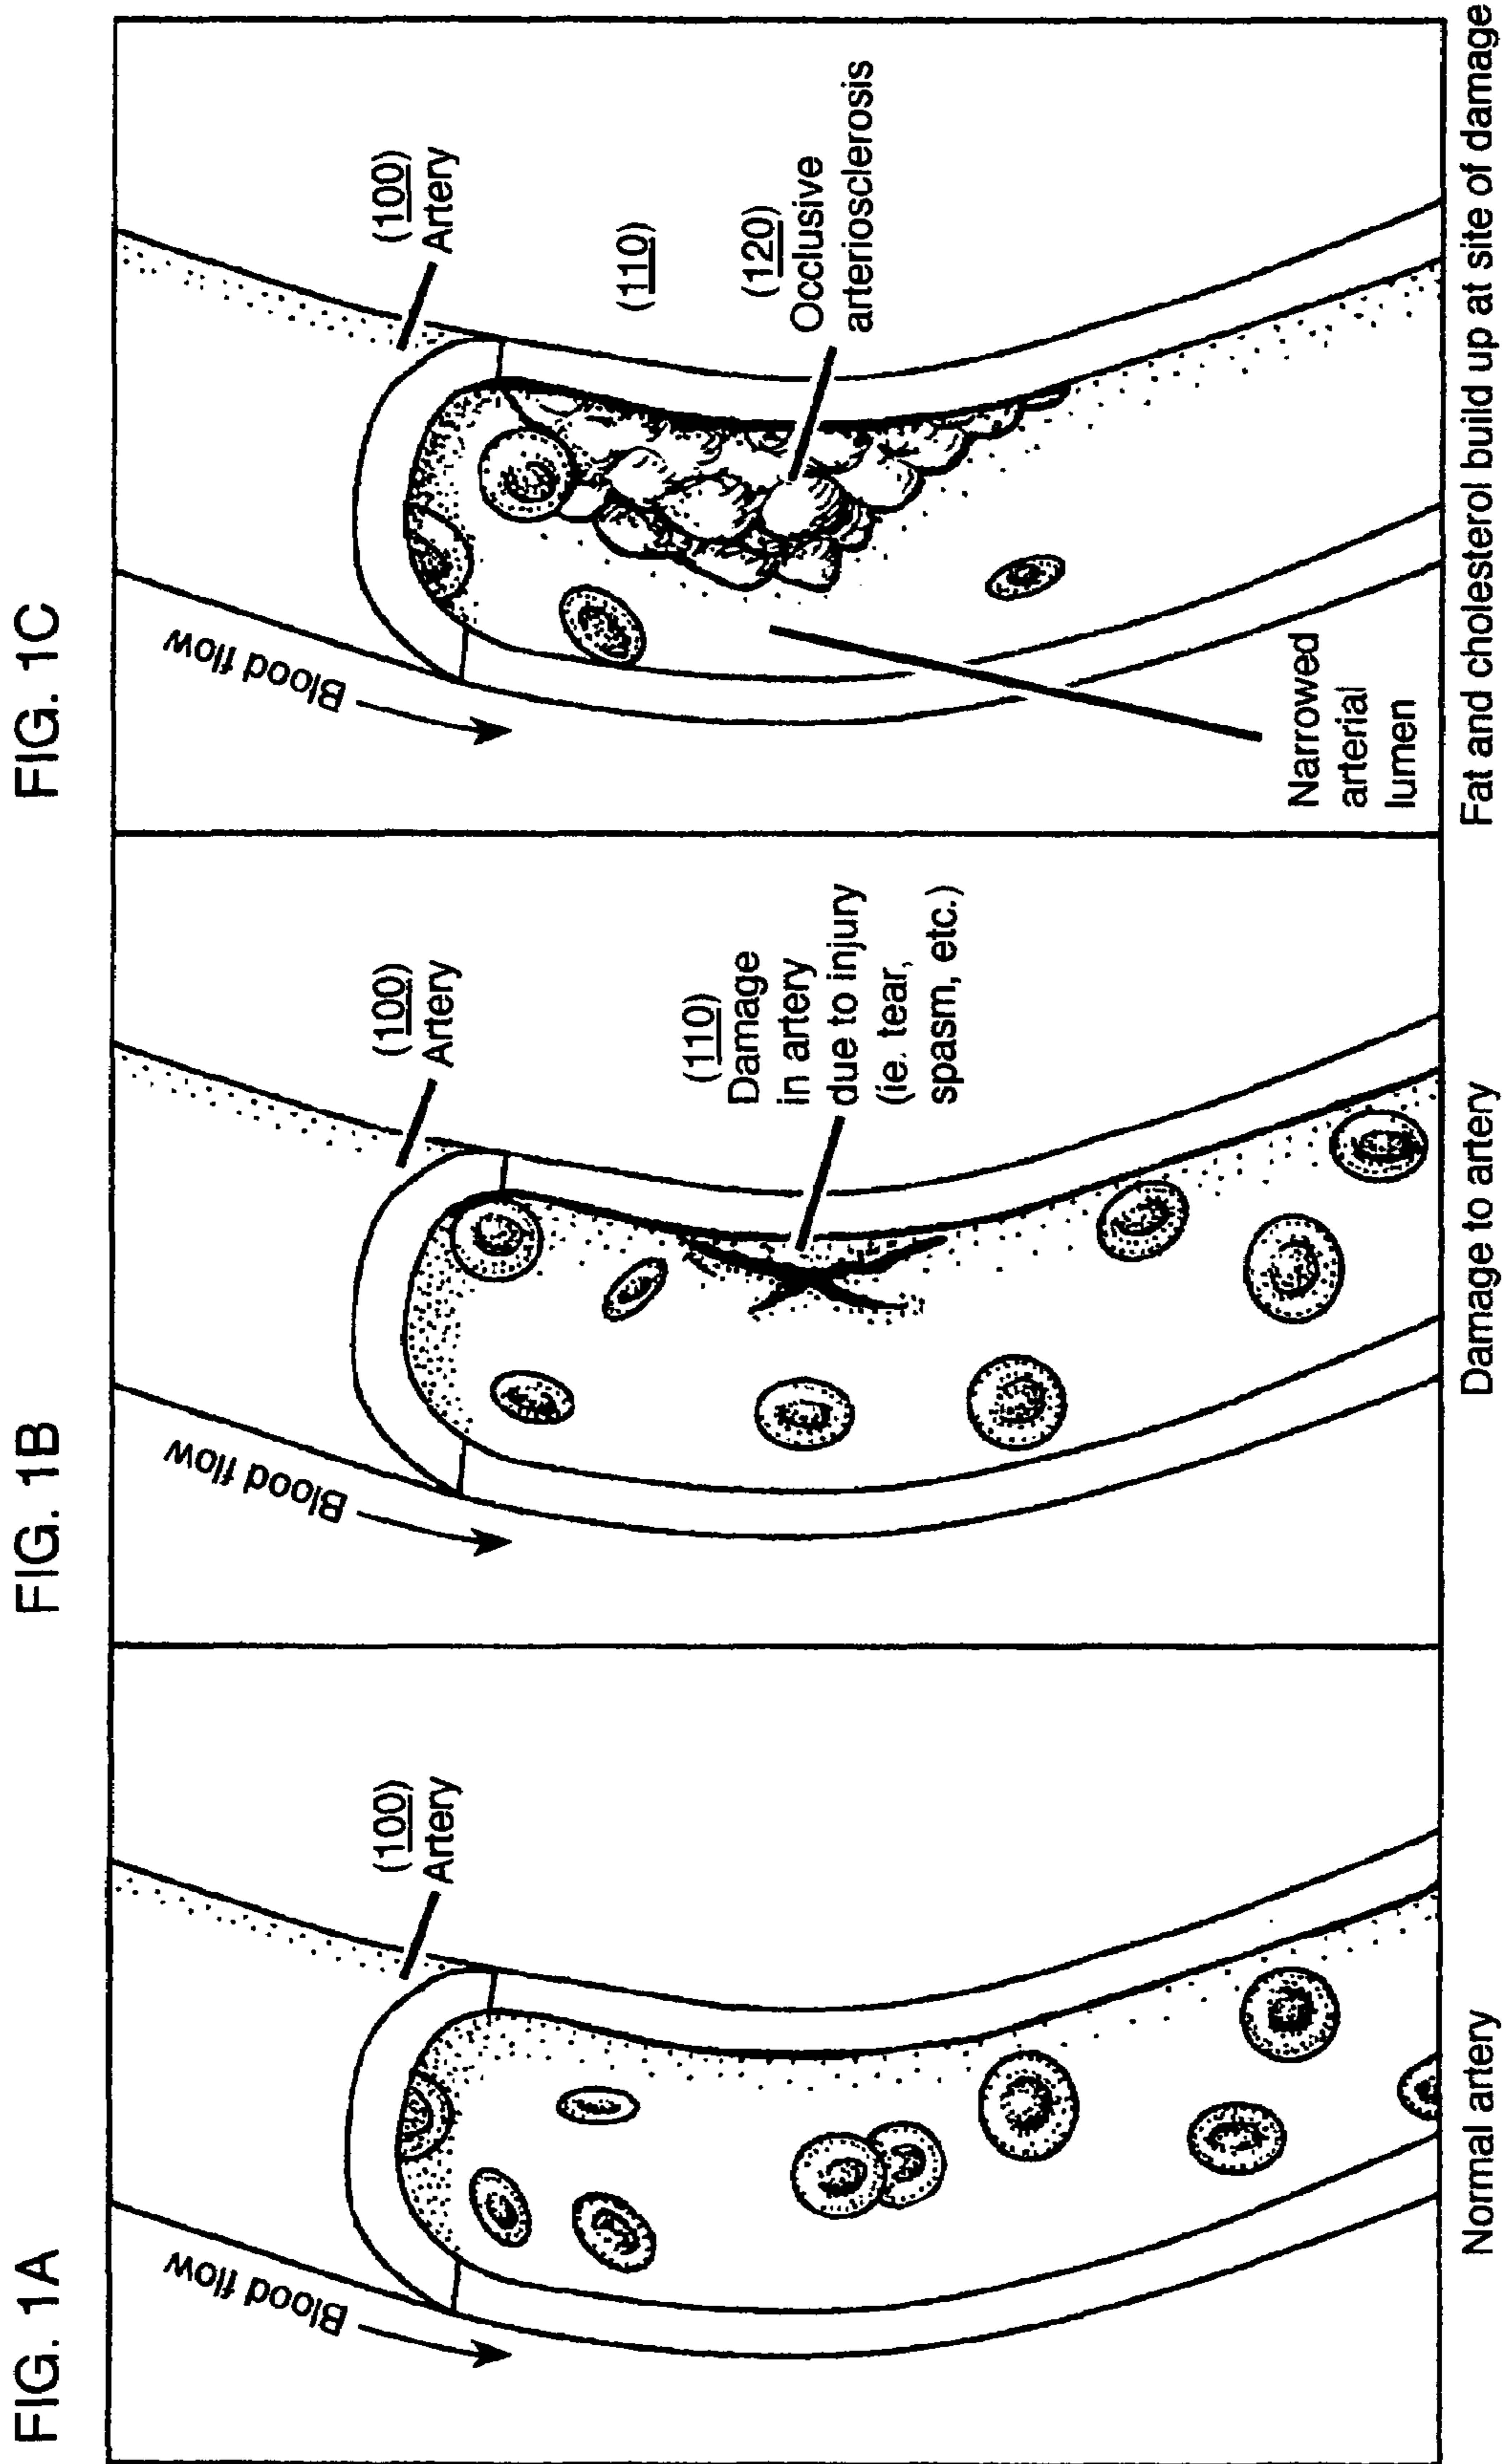 FIG. 1A
Blood flow
(100)
Artery
Normal artery
FIG. 1B
Blood flow
(100)
Artery
(110)
Damage
in artery
due to injury
(ie. tear,
spasm, etc.)
Damage to artery
FIG. 1C
Blood flow
(100)
Artery
(110)
(120)
Occlusive
arteriosclerosis
Narrowed
arterial
lumen
Fat and cholesterol build up at site of damage